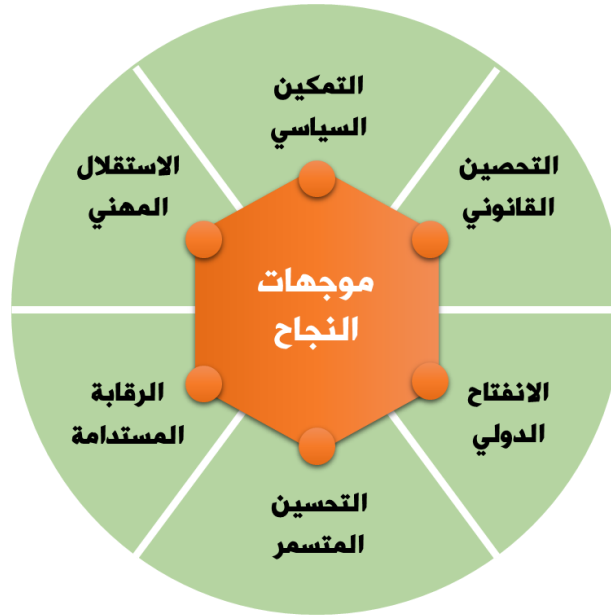 موجهات
النجاح
التمكين
السياسي
التحصين
القانوني
الانفتاح
الدولي
التحسين
المتسمر
الرقابة
المستدامة
الاستقلال
المهني